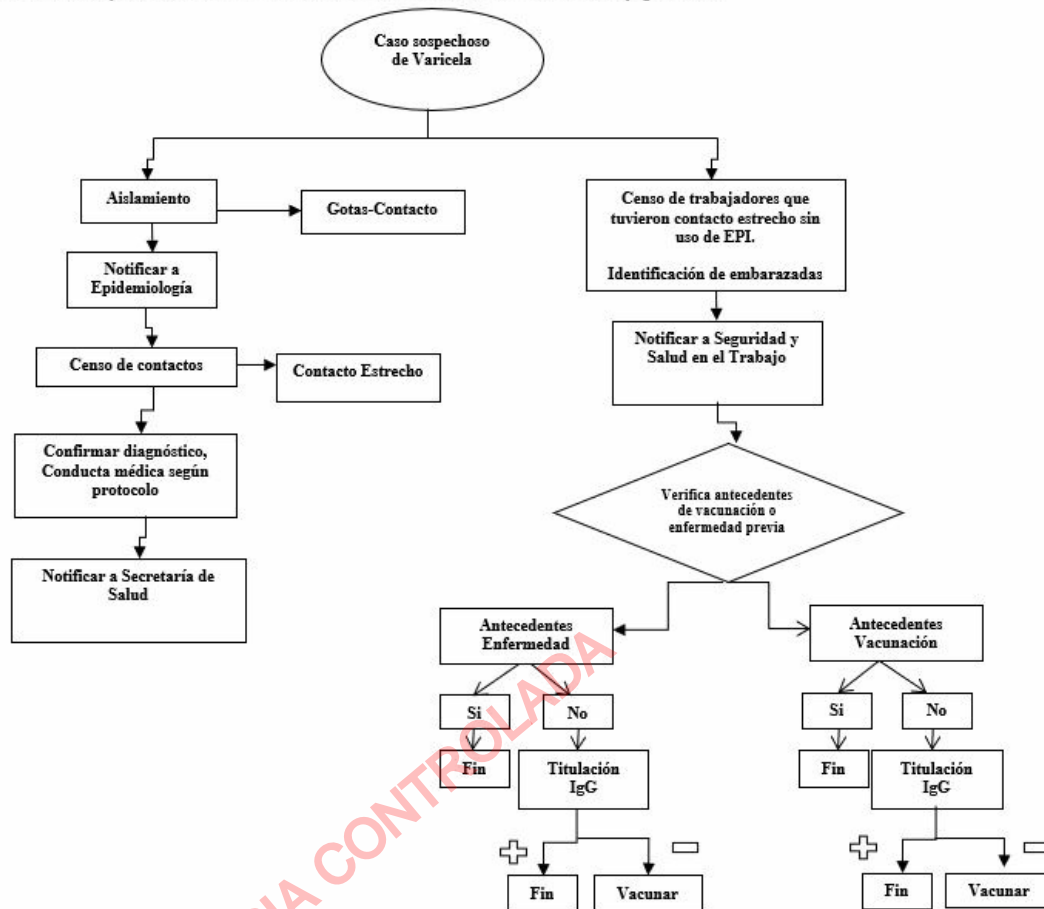 Caso sospechoso
de Varicela
Aislamiento
Gotas-Contacto
Notificar a
Epidemiología
Censo de contactos
Contacto Estrecho
Confirmar diagnóstico,
Conducta médica según
protocolo
Notificar a Secretaría de
Salud
Censo de trabajadores que
tuvieron contacto estrecho sin
uso de EPI.
Identificación de embarazadas
Notificar a Seguridad y
Salud en el Trabajo
Verifica antecedentes
de vacunación o
enfermedad previa
Antecedentes
Enfermedad
Si
No
Fin
Titulación
IgG
Fin
Vacunar
Antecedentes
Vacunación
Si
No
Fin
Titulación
IgG
Fin
Vacunar
CONTROLADA